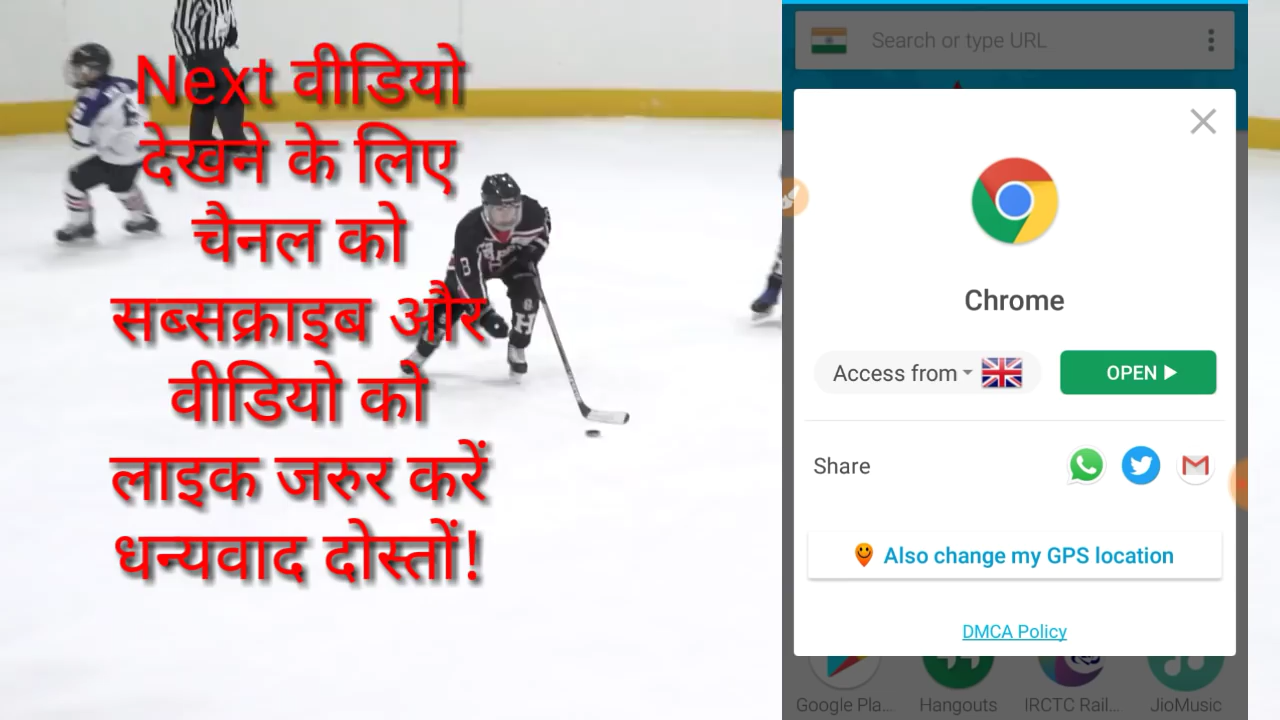 Next वीडियो
देखने के लिए
चैनल को
सब्सक्राइब और
वीडियो को
लाइक जरुर करें
धन्यवाद दोस्तों!
Search or type URL
Chrome
Access from
OPEN
Share
Also change my GPS location
DMCA Policy
Google Pla...
Hangouts
IRCTC Rail...
JioMusic